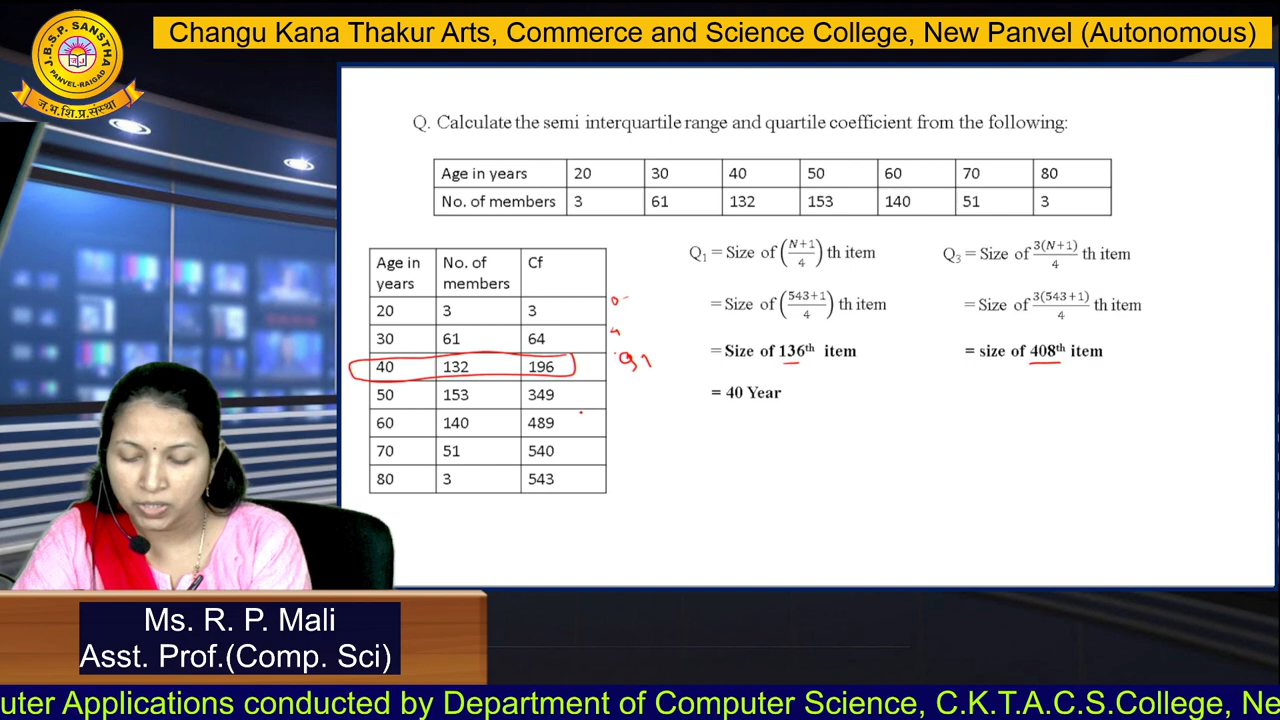 Changu Kana Thakur Arts, Commerce and Science College, New Panvel (Autonomous)
J.B.S.P. SANSTHA
PANVEL-RAIGAD
ज.भ.शि.प्र.संस्था
Q. Calculate the semi interquartile range and quartile coefficient from the following:
Age in years 20 30 40 50 60 70 80
No. of members 3 61 132 153 140 51 3
Age in years No. of members Cf
20 3 3
30 61 64
40 132 196
50 153 349
60 140 489
70 51 540
80 3 543
Q1
Q₁ = Size of (N+1/4) th item
= Size of (543+1/4) th item
= Size of 136th item
= 40 Year
Q₃ = Size of 3(N+1)/4 th item
= Size of 3(543+1)/4 th item
= size of 408th item
Ms. R. P. Mali
Asst. Prof.(Comp. Sci)
uter Applications conducted by Department of Computer Science, C.K.T.A.C.S.College, Ne